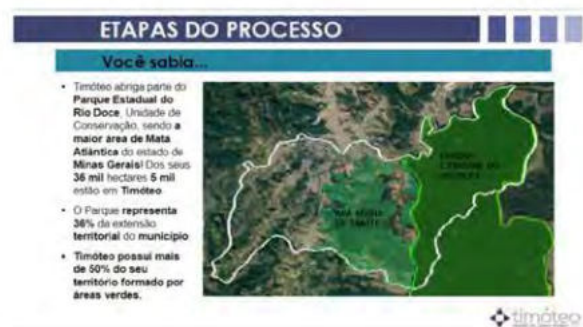 ETAPAS DO PROCESSO
Você sabia...
• Timóteo abriga parte do
Parque Estadual do
Rio Doce, Unidade de
Conservação, sendo a
maior área de Mata
Atlântica do estado de
Minas Gerais! Dos seus
36 mil hectares 5 mil
estão em Timóteo
• O Parque representa
36% da extensão
territorial do município
• Timóteo possui mais
de 50% do seu
território formado por
áreas verdes.
timóteo